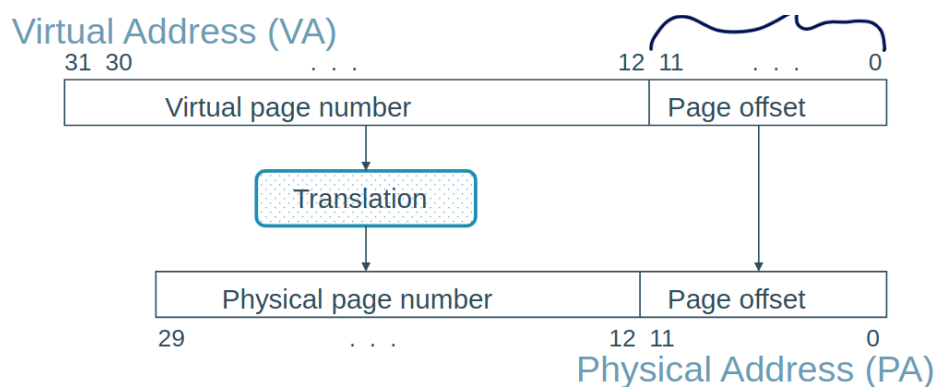 Virtual Address (VA)
31 30 . . . 12 11 . . . 0
Virtual page number Page offset
Translation
Physical page number Page offset
29 . . . 12 11 0
Physical Address (PA)